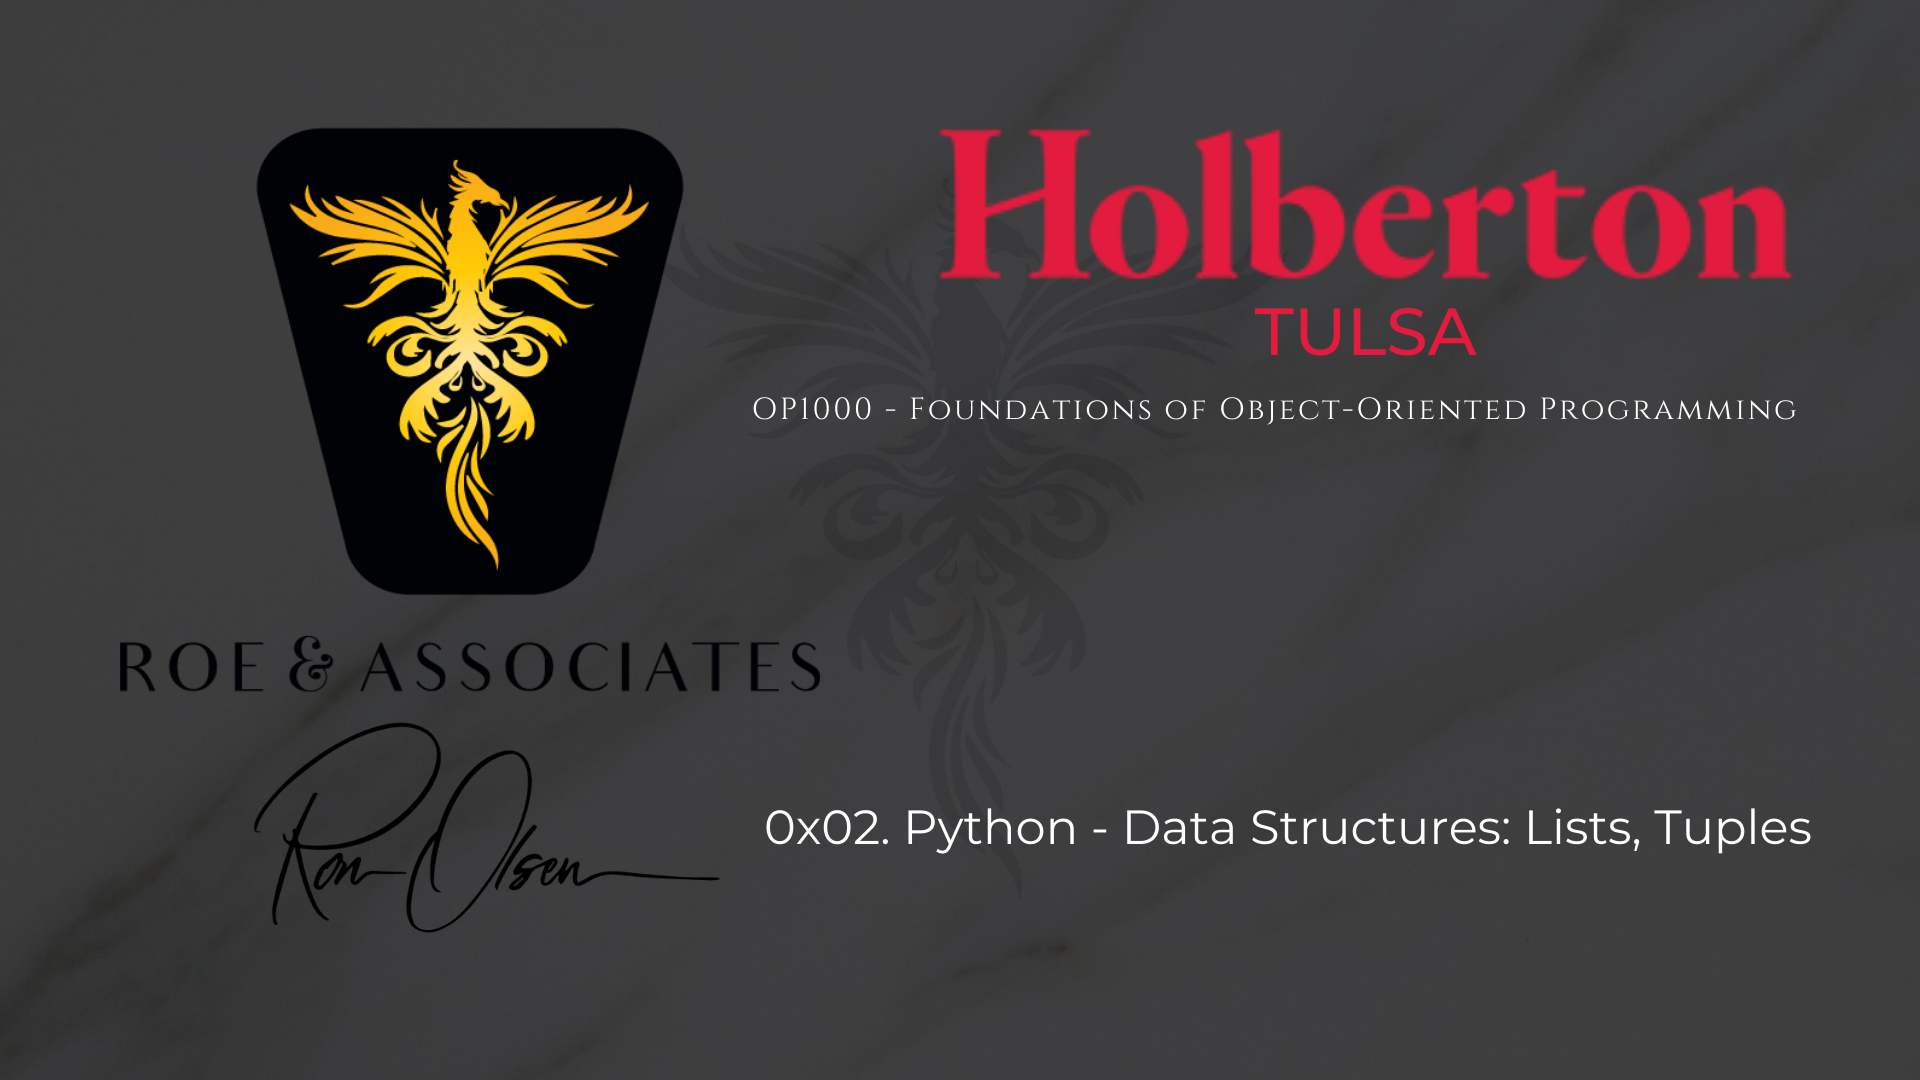 Holberton
TULSA
OP1000 - Foundations of Object-Oriented Programming
ROE & ASSOCIATES
Ron Olsen
0x02. Python - Data Structures: Lists, Tuples